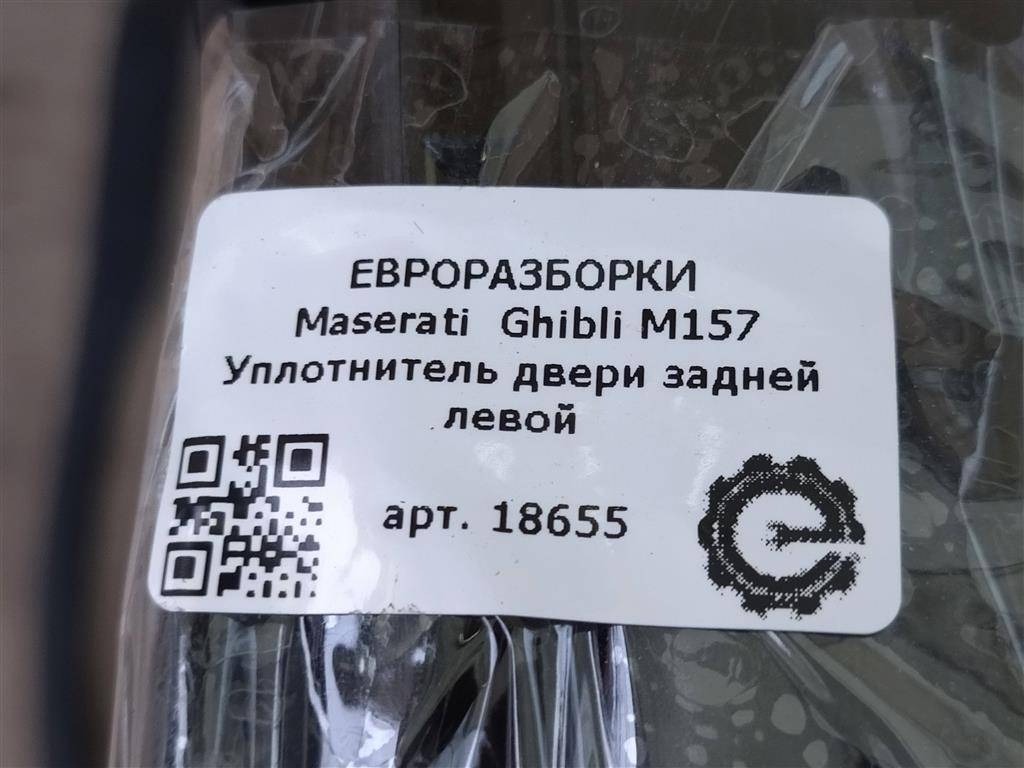 ЕВРОРАЗБОРКИ
Maserati Ghibli M157
Уплотнитель двери задней
левой
арт. 18655